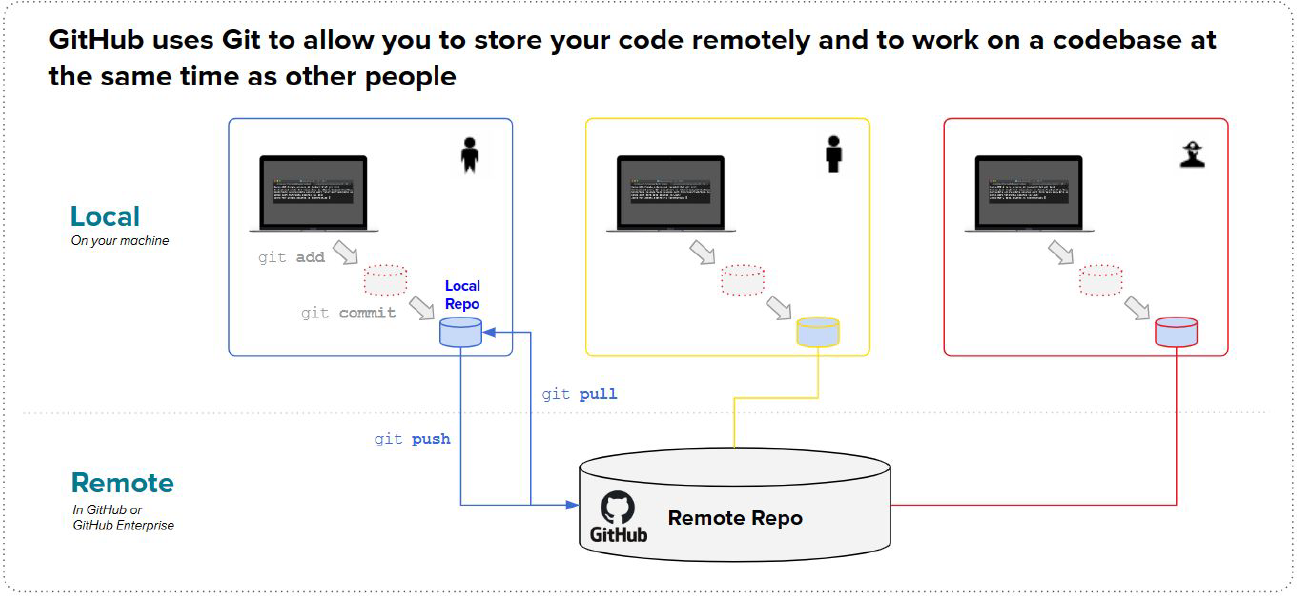 GitHub uses Git to allow you to store your code remotely and to work on a codebase at
the same time as other people
Local
On your machine
git add
git commit
Local
Repo
git pull
git push
Remote
In GitHub or
GitHub Enterprise
GitHub
Remote Repo